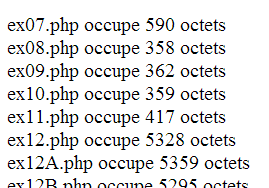 ex07.php occupe 590 octets
ex08.php occupe 358 octets
ex09.php occupe 362 octets
ex10.php occupe 359 octets
ex11.php occupe 417 octets
ex12.php occupe 5328 octets
ex12A.php occupe 5359 octets
ex12B.php occupe 5295 octets